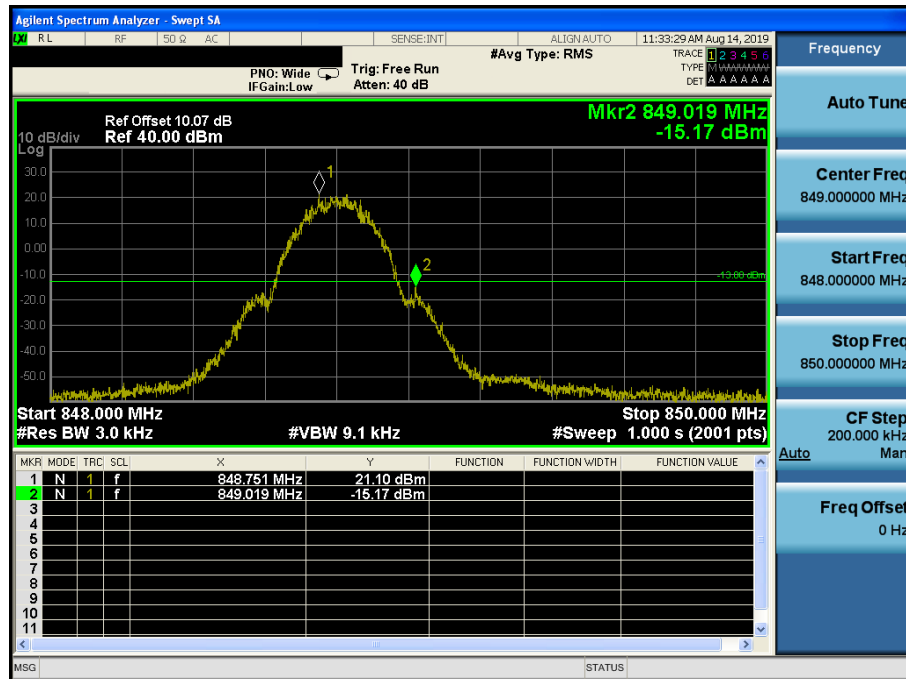 Agilent Spectrum Analyzer - Swept SA
LXI RL RF 50 Ω AC SENSE:INT ALIGN AUTO 11:33:29 AM Aug 14, 2019
#Avg Type: RMS
TRACE 1 2 3 4 5 6
TYPE M W W W W W
DET A A A A A A
PNO: Wide
IFGain:Low
Trig: Free Run
Atten: 40 dB
Frequency
Auto Tune
Center Freq
849.000000 MHz
Start Freq
848.000000 MHz
Stop Freq
850.000000 MHz
CF Step
200.000 kHz
Auto Man
Freq Offset
0 Hz
Mkr2 849.019 MHz
-15.17 dBm
Ref Offset 10.07 dB
10 dB/div Ref 40.00 dBm
Log
30.0
20.0
10.0
0.00
-10.0
-20.0
-30.0
-40.0
-50.0
1
2
-13.00 dBm
Start 848.000 MHz Stop 850.000 MHz
#Res BW 3.0 kHz #VBW 9.1 kHz #Sweep 1.000 s (2001 pts)
MKR MODE TRC SCL X Y FUNCTION FUNCTION WIDTH FUNCTION VALUE
1 N 1 f 848.751 MHz 21.10 dBm
2 N 1 f 849.019 MHz -15.17 dBm
3
4
5
6
7
8
9
10
11
MSG STATUS